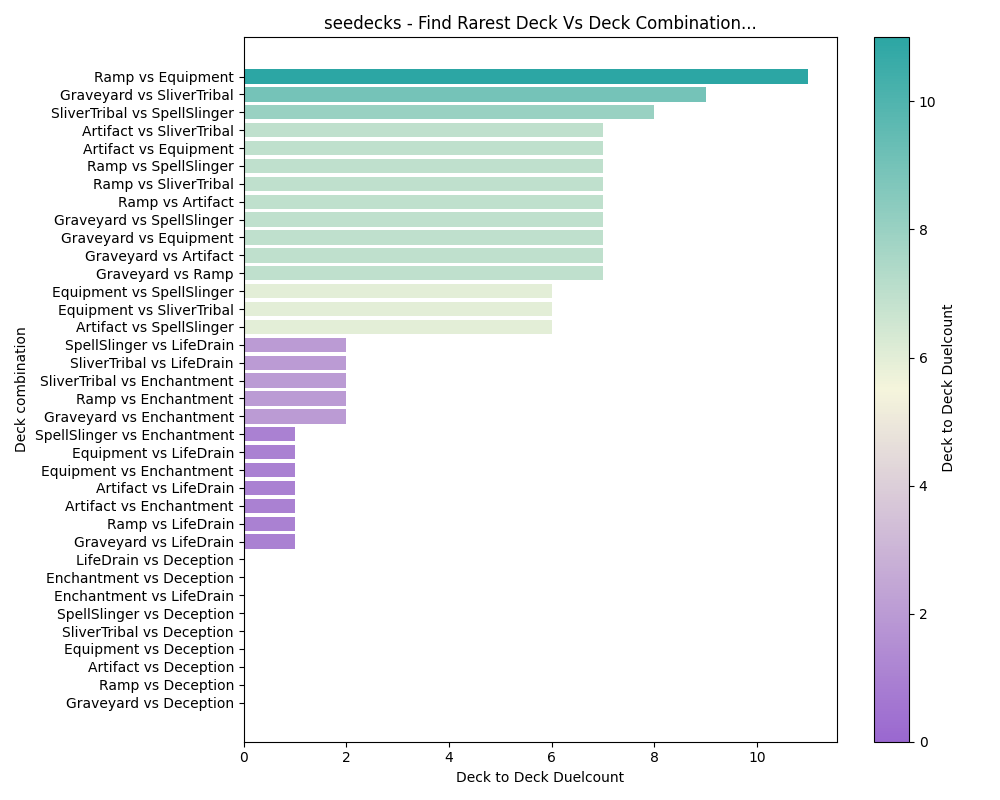 seedecks - Find Rarest Deck Vs Deck Combination...
Deck combination
Ramp vs Equipment
Graveyard vs SliverTribal
SliverTribal vs SpellSlinger
Artifact vs SliverTribal
Artifact vs Equipment
Ramp vs SpellSlinger
Ramp vs SliverTribal
Ramp vs Artifact
Graveyard vs SpellSlinger
Graveyard vs Equipment
Graveyard vs Artifact
Graveyard vs Ramp
Equipment vs SpellSlinger
Equipment vs SliverTribal
Artifact vs SpellSlinger
SpellSlinger vs LifeDrain
SliverTribal vs LifeDrain
SliverTribal vs Enchantment
Ramp vs Enchantment
Graveyard vs Enchantment
SpellSlinger vs Enchantment
Equipment vs LifeDrain
Equipment vs Enchantment
Artifact vs LifeDrain
Artifact vs Enchantment
Ramp vs LifeDrain
Graveyard vs LifeDrain
LifeDrain vs Deception
Enchantment vs Deception
Enchantment vs LifeDrain
SpellSlinger vs Deception
SliverTribal vs Deception
Equipment vs Deception
Artifact vs Deception
Ramp vs Deception
Graveyard vs Deception
0 2 4 6 8 10
Deck to Deck Duelcount
10
8
6
4
2
0
Deck to Deck Duelcount